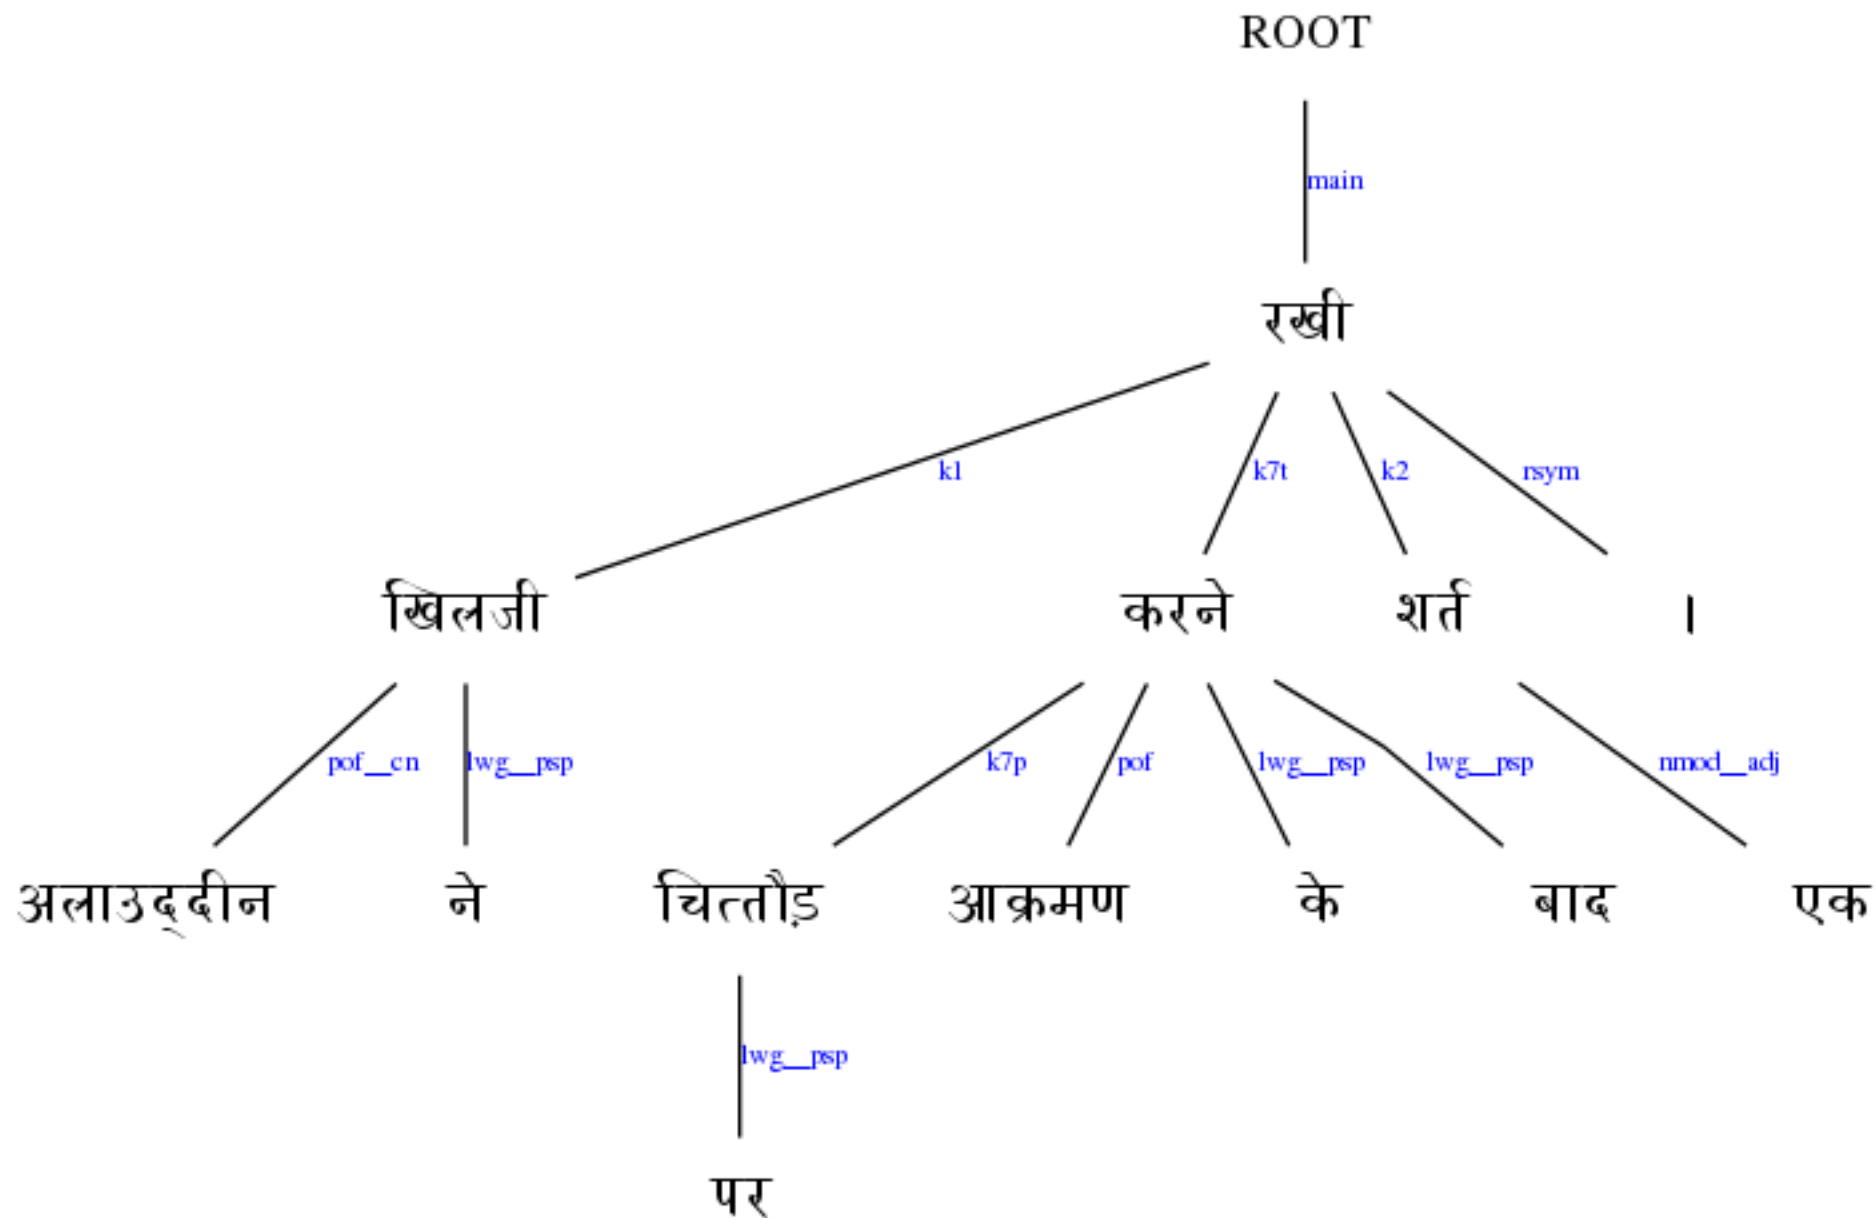 ROOT
main
रखी
k1 k7t k2 rsym
खिलजी करने शर्त ।
pof__cn lwg__psp k7p pof lwg__psp lwg__psp nmod__adj
अलाउद्दीन ने चित्तौड़ आक्रमण के बाद एक
lwg__psp
पर